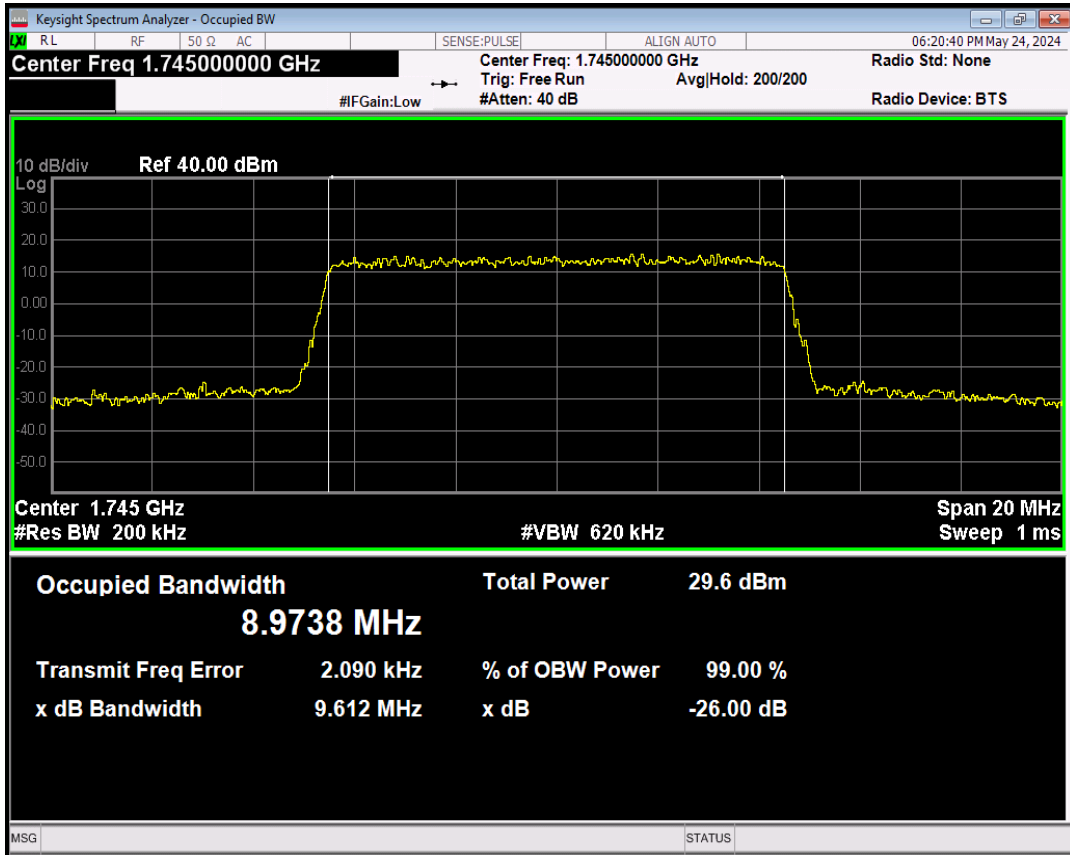 Keysight Spectrum Analyzer - Occupied BW
LXI RL RF 50 Ω AC SENSE:PULSE ALIGN AUTO 06:20:40 PM May 24, 2024
Center Freq 1.745000000 GHz
Center Freq: 1.745000000 GHz
Radio Std: None
Trig: Free Run Avg|Hold: 200/200
#IFGain:Low
#Atten: 40 dB
Radio Device: BTS
10 dB/div Ref 40.00 dBm
Log
30.0
20.0
10.0
0.00
-10.0
-20.0
-30.0
-40.0
-50.0
Center 1.745 GHz Span 20 MHz
#Res BW 200 kHz #VBW 620 kHz Sweep 1 ms
Occupied Bandwidth Total Power 29.6 dBm
8.9738 MHz
Transmit Freq Error 2.090 kHz % of OBW Power 99.00 %
x dB Bandwidth 9.612 MHz x dB -26.00 dB
MSG STATUS